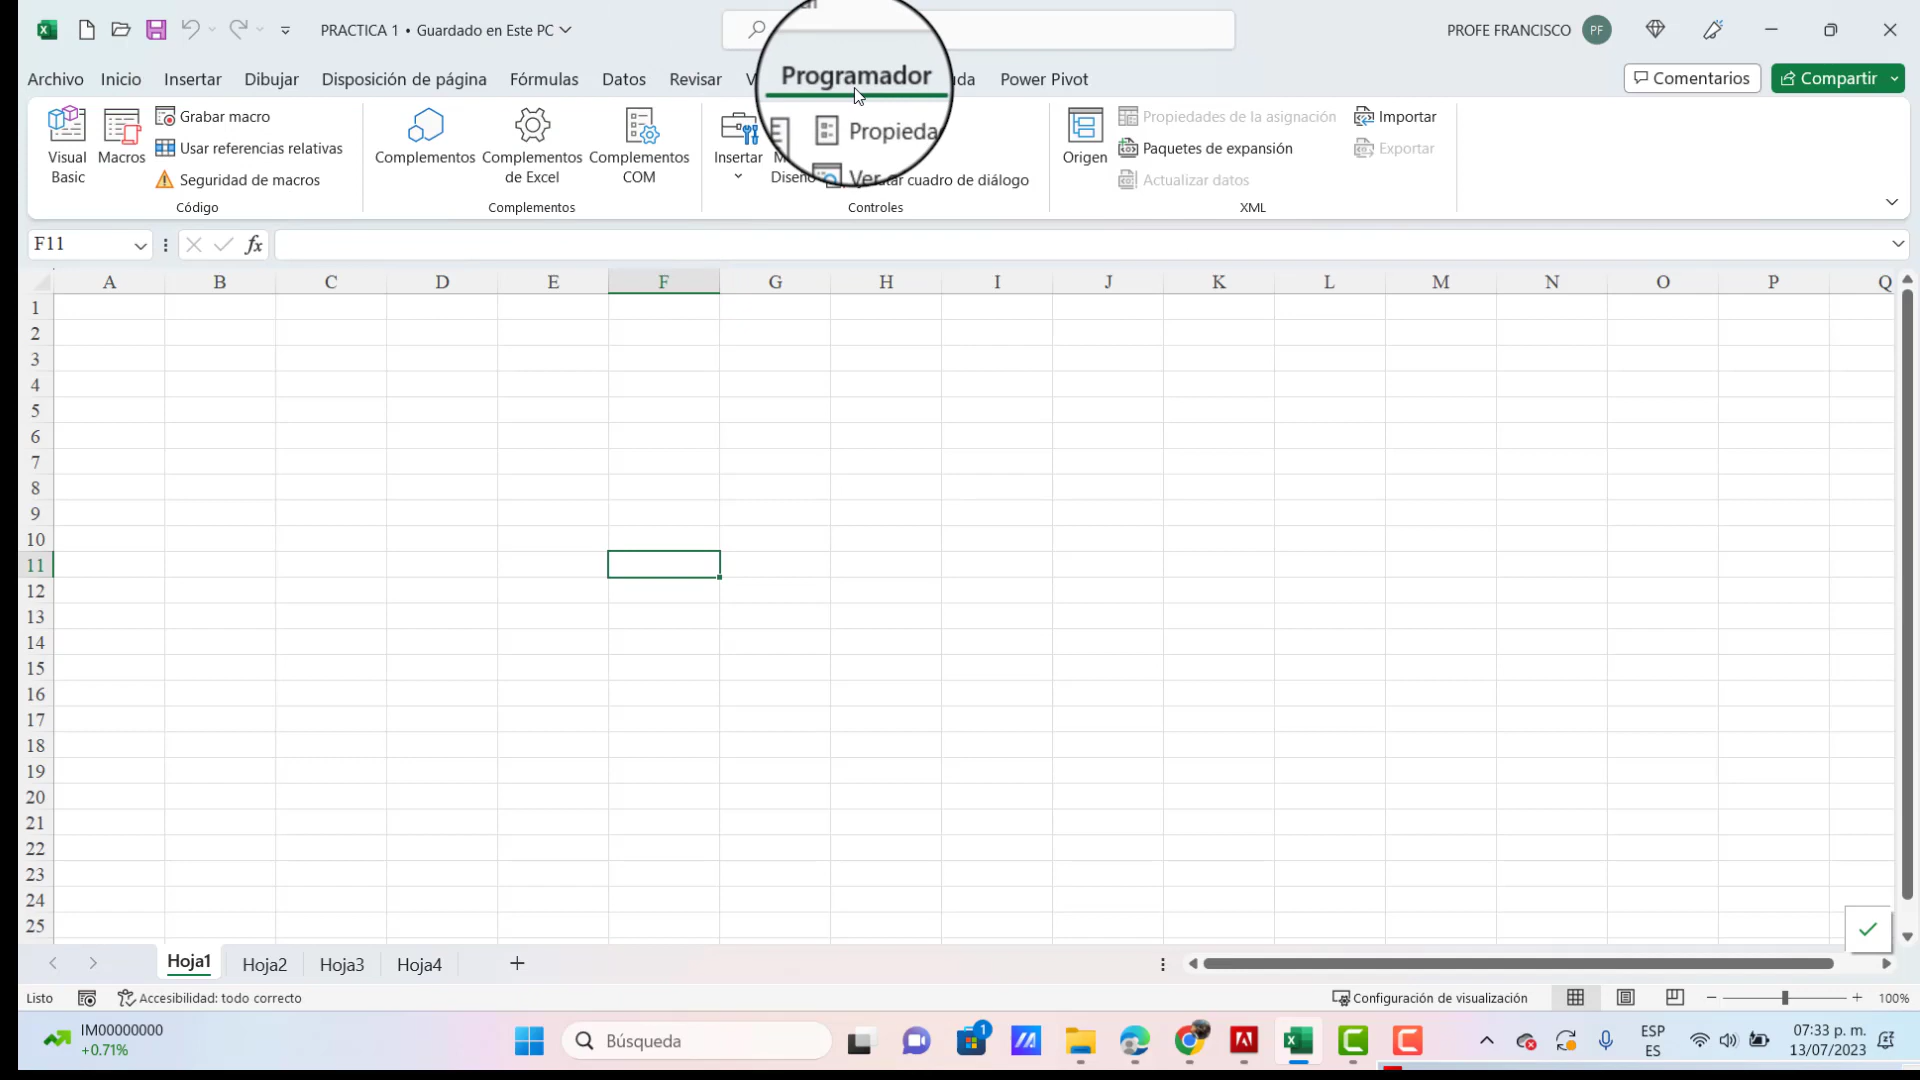 PRACTICA 1 • Guardado en Este PC
PROFE FRANCISCO PF
Archivo Inicio Insertar Dibujar Disposición de página Fórmulas Datos Revisar Programador Power Pivot
Comentarios Compartir
Visual Basic
Macros
Grabar macro
Usar referencias relativas
Seguridad de macros
Código
Complementos
Complementos de Excel
Complementos COM
Complementos
Insertar
cuadro de diálogo
Controles
Origen
Propiedades de la asignación
Paquetes de expansión
Actualizar datos
Importar
Exportar
XML
F11 fx
A B C D E F G H I J K L M N O P Q
1
2
3
4
5
6
7
8
9
10
11
12
13
14
15
16
17
18
19
20
21
22
23
24
25
Hoja1 Hoja2 Hoja3 Hoja4 +
Listo Accesibilidad: todo correcto Configuración de visualización 100%
IM00000000
+0.71%
Búsqueda
1
ESP
ES
07:33 p. m.
13/07/2023